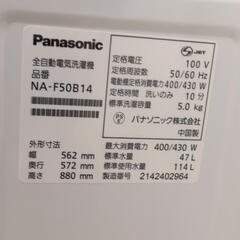 Panasonic
全自動電気洗濯機
品番
NA-F50B14
JET
定格電圧 100 V
定格周波数 50/60 Hz
定格消費電力 400/430 W
定格時間 洗いのみ 10 分
標準洗濯容量 5.0 kg
PS E
パナソニック株式会社
中国製
外形寸法
幅 562 mm
奥行 572 mm
高さ 880 mm
最大消費電力 400/430 W
標準水量 47 L
標準使用水量 114 L
製造番号 2142402964